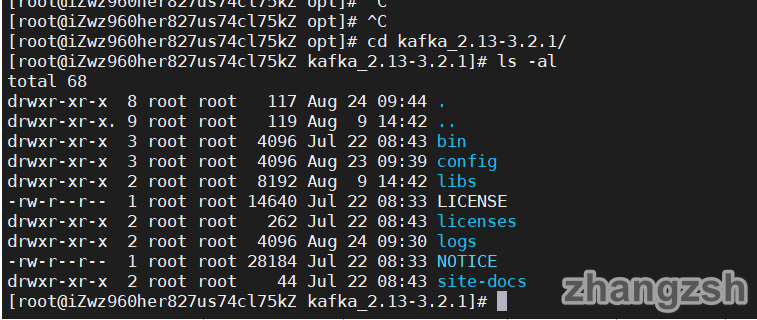 [root@iZwz960her827us74cl75kZ opt]# ^C
[root@iZwz960her827us74cl75kZ opt]# ^C
[root@iZwz960her827us74cl75kZ opt]# cd kafka_2.13-3.2.1/
[root@iZwz960her827us74cl75kZ kafka_2.13-3.2.1]# ls -al
total 68
drwxr-xr-x  8 root root   117 Aug 24 09:44 .
drwxr-xr-x. 9 root root   119 Aug  9 14:42 ..
drwxr-xr-x  3 root root  4096 Jul 22 08:43 bin
drwxr-xr-x  3 root root  4096 Aug 23 09:39 config
drwxr-xr-x  2 root root  8192 Aug  9 14:42 libs
-rw-r--r--  1 root root 14640 Jul 22 08:33 LICENSE
drwxr-xr-x  2 root root   262 Jul 22 08:43 licenses
drwxr-xr-x  2 root root  4096 Aug 24 09:30 logs
-rw-r--r--  1 root root 28184 Jul 22 08:33 NOTICE
drwxr-xr-x  2 root root    44 Jul 22 08:43 site-docs
[root@iZwz960her827us74cl75kZ kafka_2.13-3.2.1]#
zhangzsh